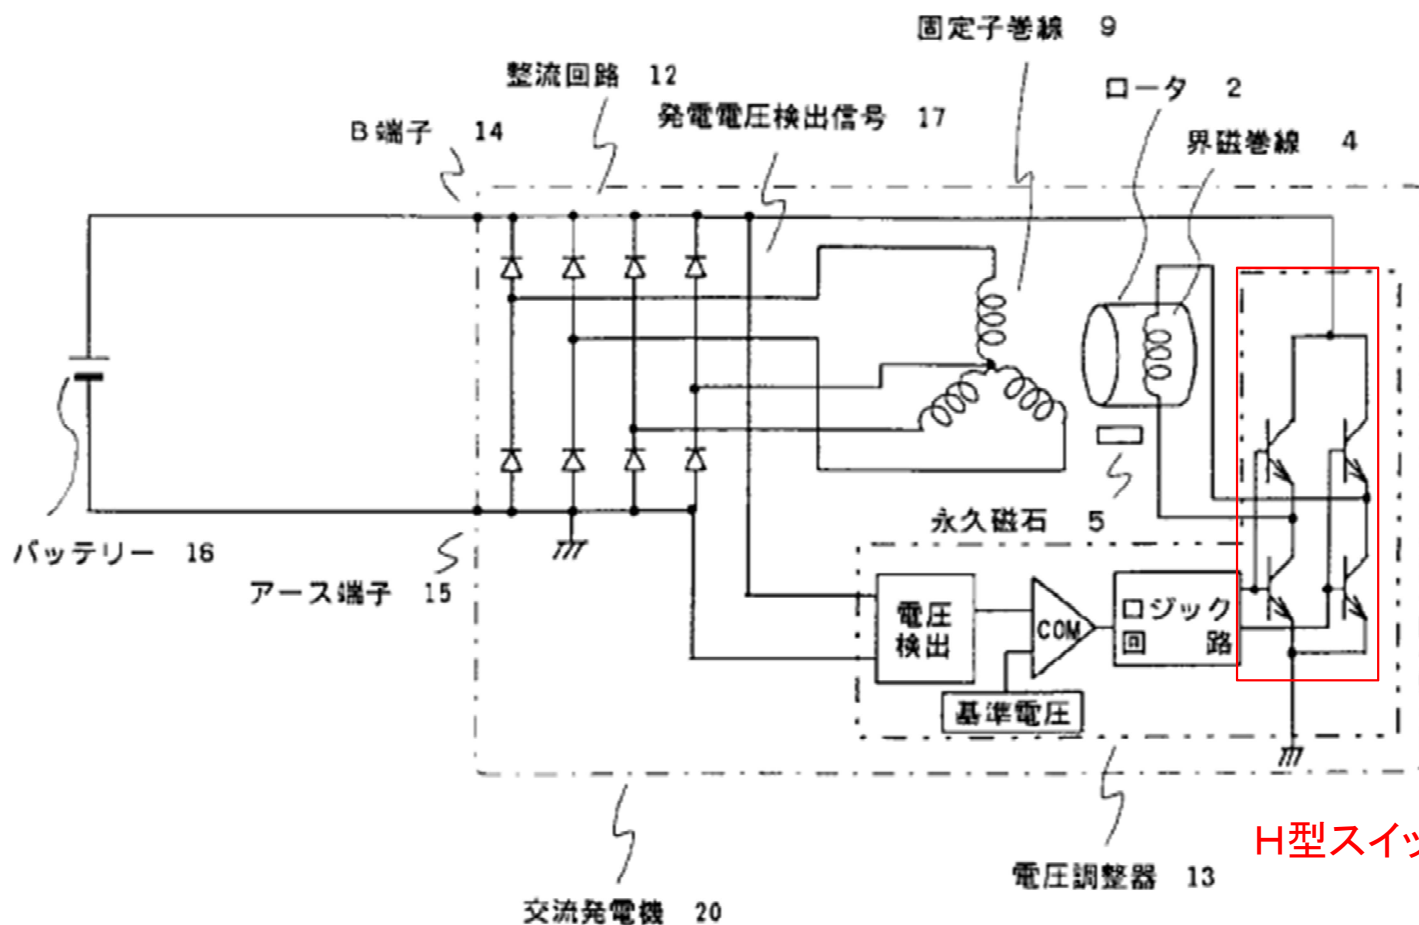 固定子巻線 9
整流回路 12
ロータ 2
発電電圧検出信号 17
B端子 14
界磁巻線 4
永久磁石 5
バッテリー 16
アース端子 15
電圧
検出
COM
ロジック
回路
基準電圧
H型スイッ
電圧調整器 13
交流発電機 20